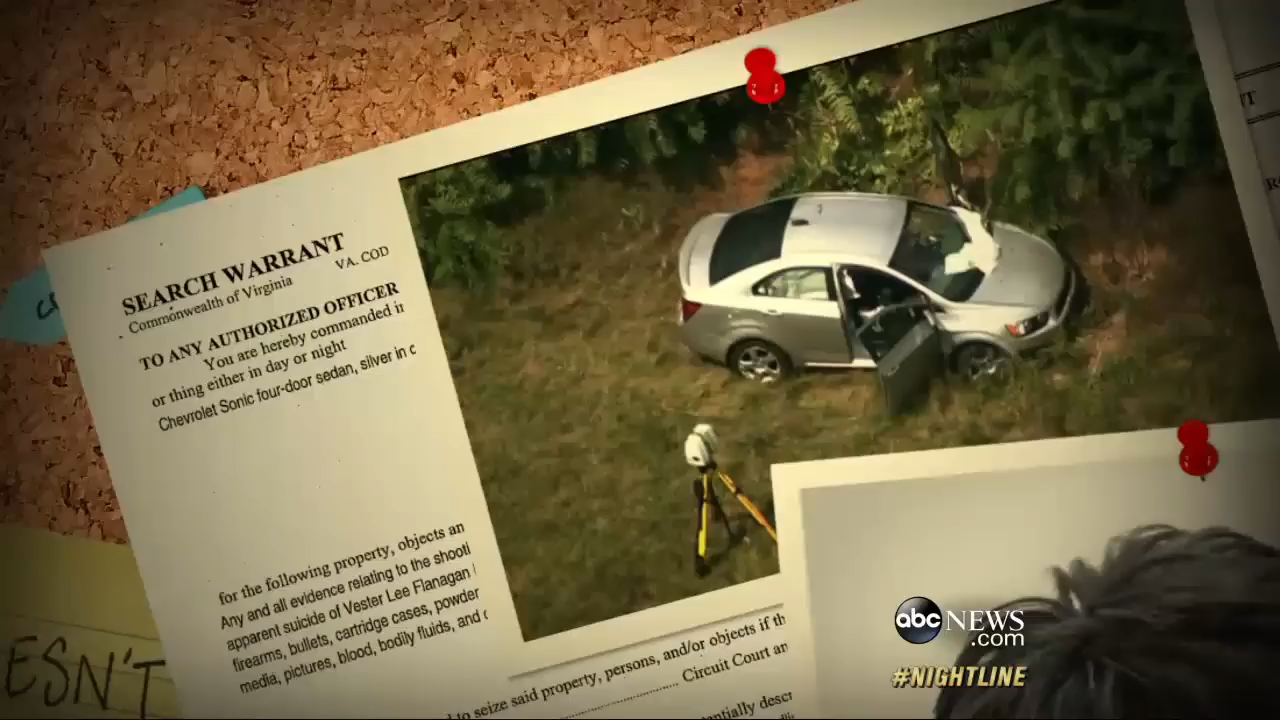 SEARCH WARRANT
Commonwealth of Virginia
VA. COD
TO ANY AUTHORIZED OFFICER
You are hereby commanded in
or thing either in day or night
Chevrolet Sonic four-door sedan, silver in c
for the following property, objects an
Any and all evidence relating to the shooti
apparent suicide of Vester Lee Flanagan
firearms, bullets, cartridge cases, powder
media, pictures, blood, bodily fluids, and
to seize said property, persons, and/or objects if th
Circuit Court an
ESN'T
abc NEWS
.com
#NIGHTLINE